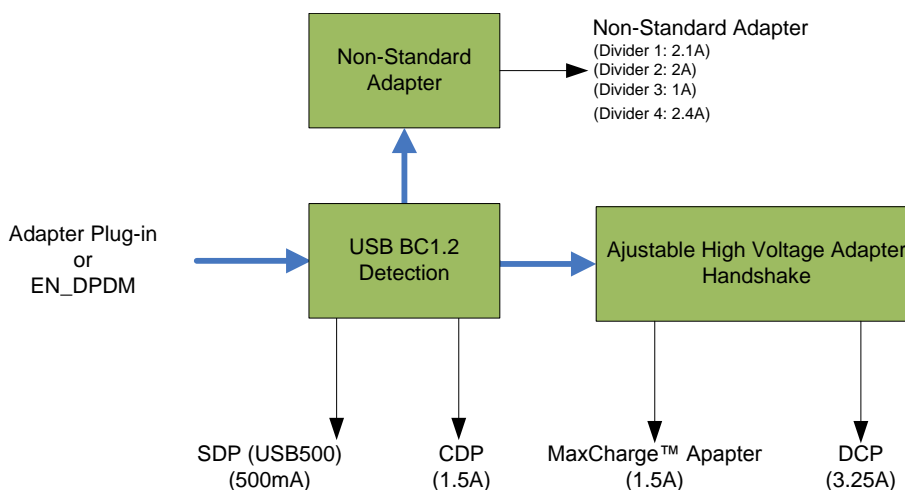 Non-Standard
Adapter
Non-Standard Adapter
(Divider 1: 2.1A)
(Divider 2: 2A)
(Divider 3: 1A)
(Divider 4: 2.4A)
Adapter Plug-in
or
EN_DPDM
USB BC1.2
Detection
Ajustable High Voltage Adapter
Handshake
SDP (USB500)
(500mA)
CDP
(1.5A)
MaxCharge™ Apapter
(1.5A)
DCP
(3.25A)